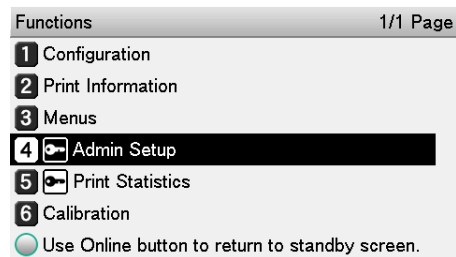 Functions 1/1 Page
1 Configuration
2 Print Information
3 Menus
4 Admin Setup
5 Print Statistics
6 Calibration
Use Online button to return to standby screen.